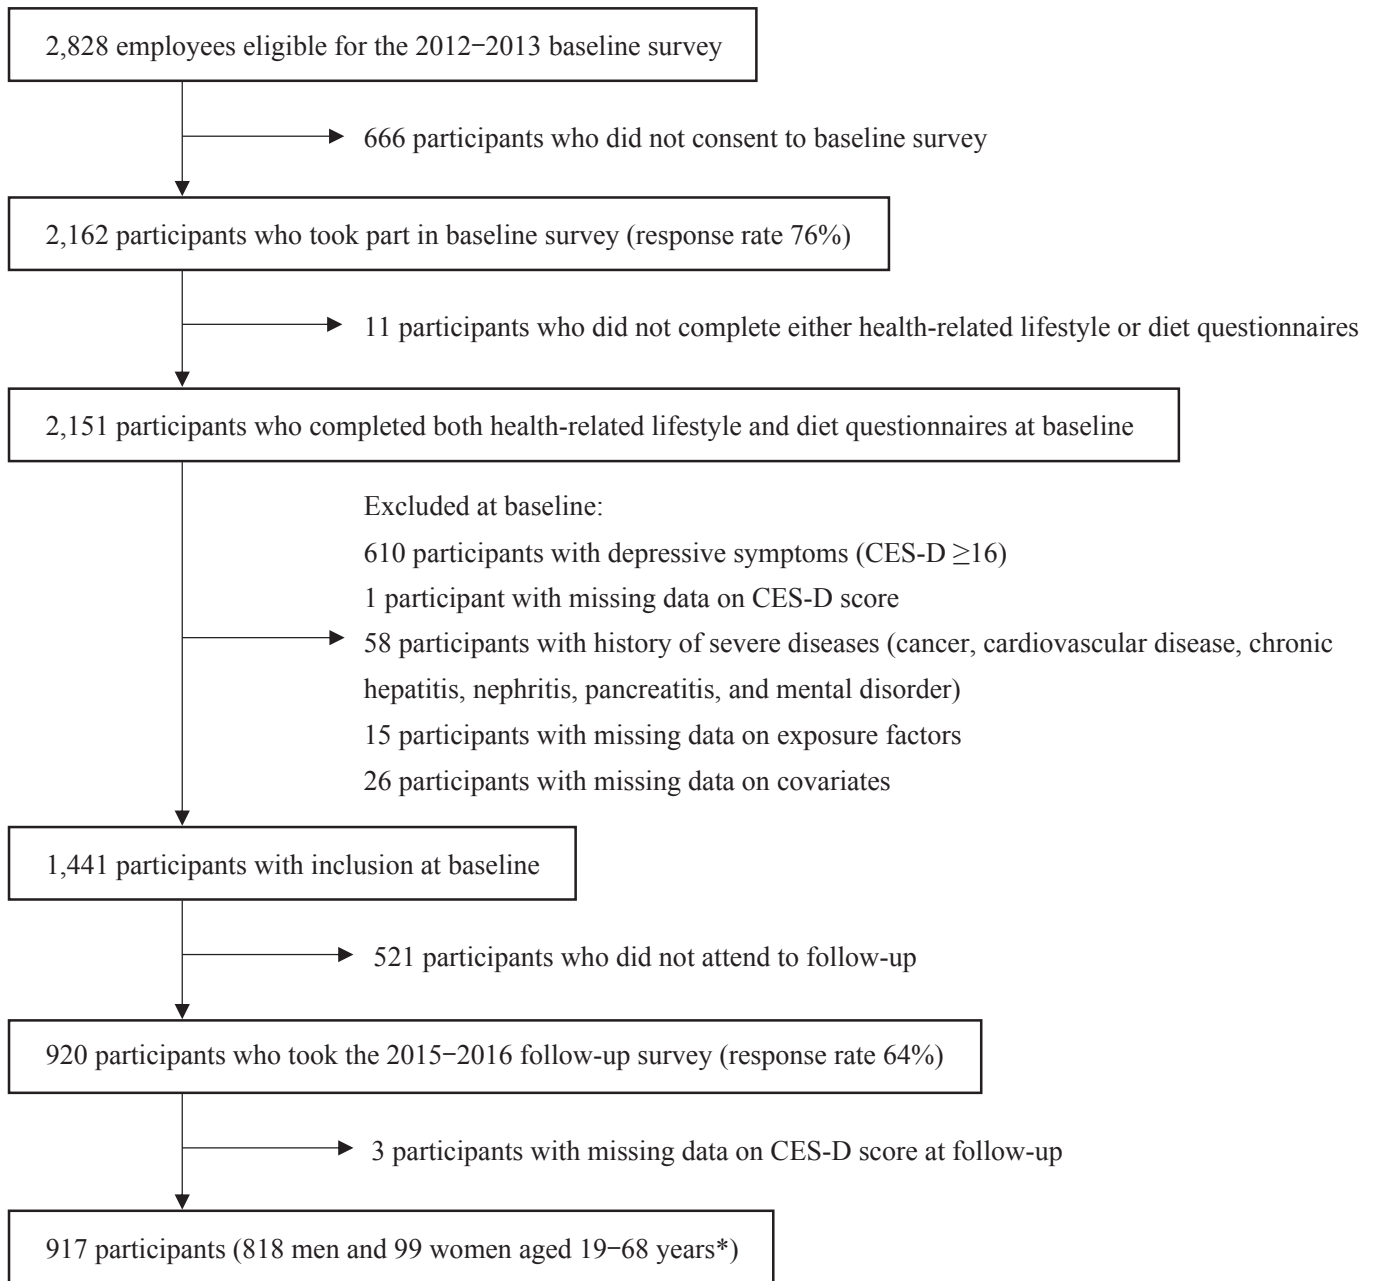 2,828 employees eligible for the 2012−2013 baseline survey
666 participants who did not consent to baseline survey
2,162 participants who took part in baseline survey (response rate 76%)
11 participants who did not complete either health-related lifestyle or diet questionnaires
2,151 participants who completed both health-related lifestyle and diet questionnaires at baseline
Excluded at baseline:
610 participants with depressive symptoms (CES-D ≥16)
1 participant with missing data on CES-D score
58 participants with history of severe diseases (cancer, cardiovascular disease, chronic
hepatitis, nephritis, pancreatitis, and mental disorder)
15 participants with missing data on exposure factors
26 participants with missing data on covariates
1,441 participants with inclusion at baseline
521 participants who did not attend to follow-up
920 participants who took the 2015−2016 follow-up survey (response rate 64%)
3 participants with missing data on CES-D score at follow-up
917 participants (818 men and 99 women aged 19−68 years*)